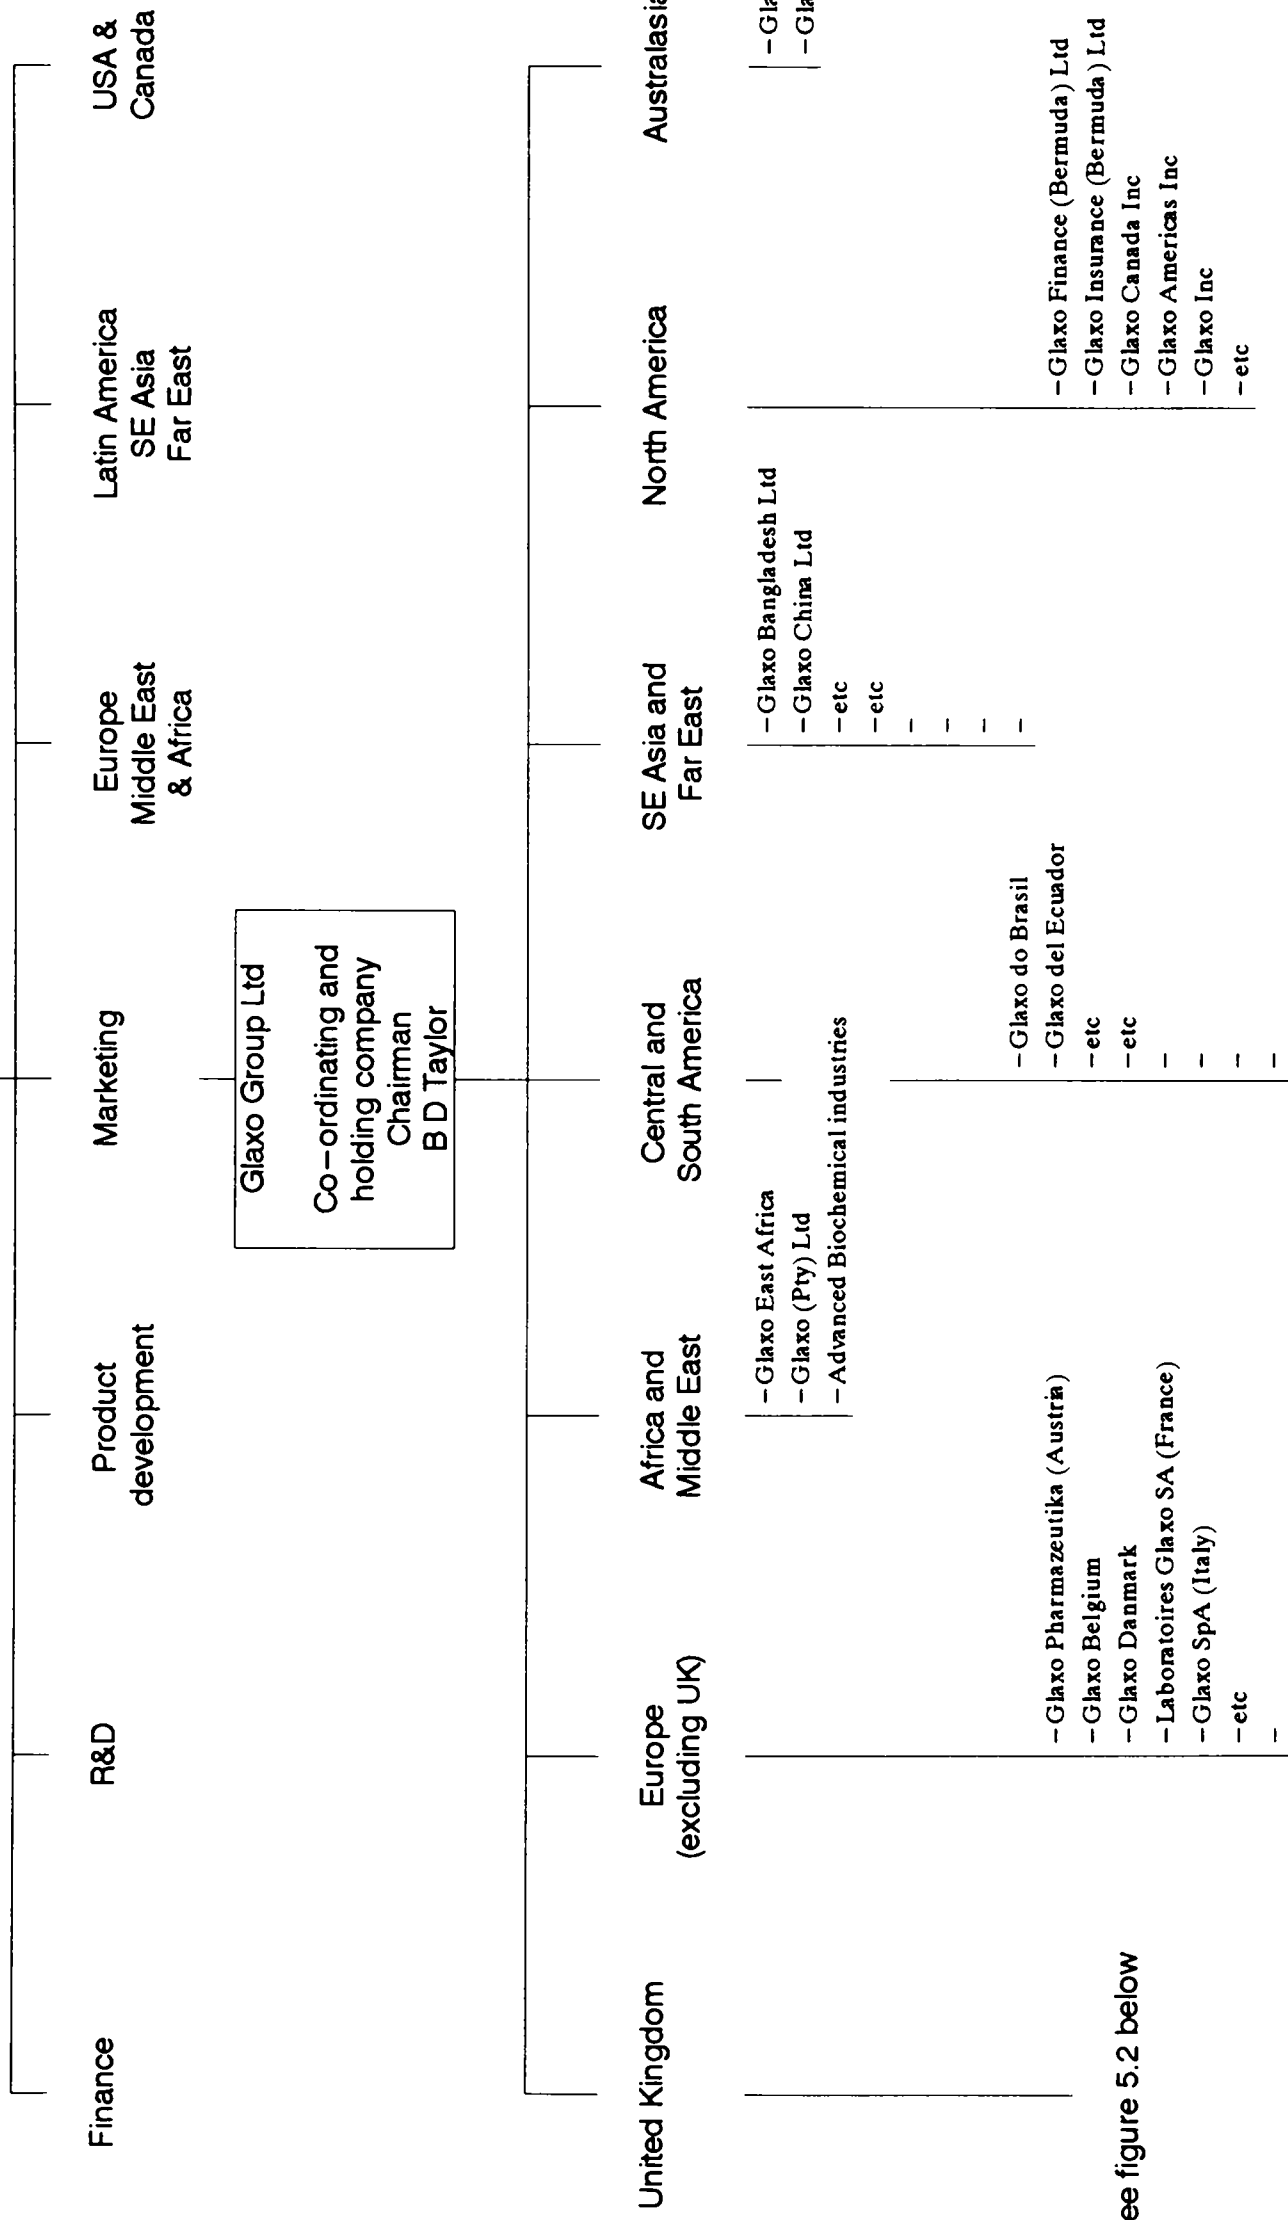 Finance
R&D
Product
development
Marketing
Europe
Middle East
& Africa
Latin America
SE Asia
Far East
USA &
Canada
Glaxo Group Ltd
Co-ordinating and
holding company
Chairman
B D Taylor
United Kingdom
ee figure 5.2 below
Europe
(excluding UK)
-Glaxo Pharmazeutika (Austria)
-Glaxo Belgium
-Glaxo Danmark
-Laboratoires Glaxo SA (France)
-Glaxo SpA (Italy)
-etc
-
Africa and
Middle East
-Glaxo East Africa
-Glaxo (Pty) Ltd
-Advanced Biochemical industries
Central and
South America
-Glaxo do Brasil
-Glaxo del Ecuador
-etc
-etc
-
-
-
-
SE Asia and
Far East
-Glaxo Bangladesh Ltd
-Glaxo China Ltd
-etc
-etc
-
-
-
-
North America
-Glaxo Finance (Bermuda) Ltd
-Glaxo Insurance (Bermuda) Ltd
-Glaxo Canada Inc
-Glaxo Americas Inc
-Glaxo Inc
-etc
Australasia
-Gla
-Gla